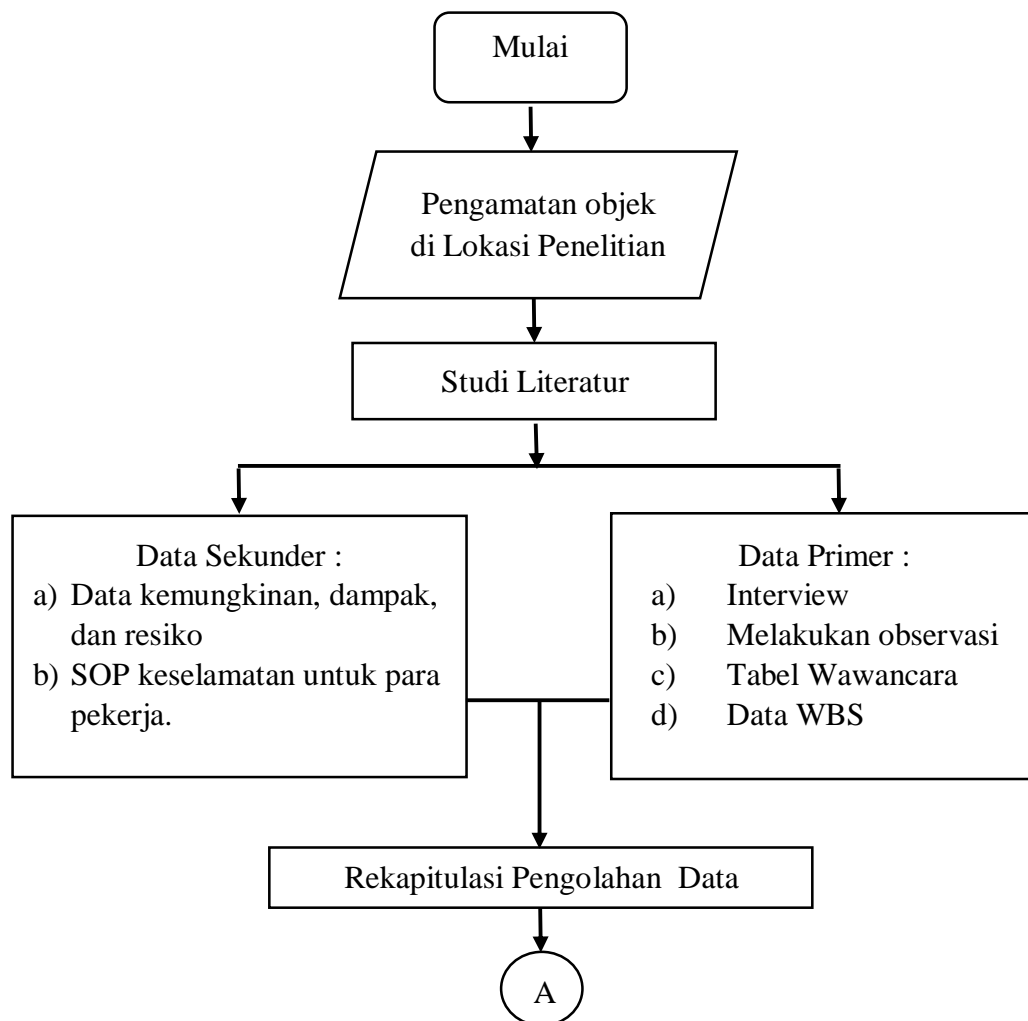 Mulai
Pengamatan objek
di Lokasi Penelitian
Studi Literatur
Data Sekunder :
a) Data kemungkinan, dampak,
dan resiko
b) SOP keselamatan untuk para
pekerja.
Data Primer :
a) Interview
b) Melakukan observasi
c) Tabel Wawancara
d) Data WBS
Rekapitulasi Pengolahan Data
A